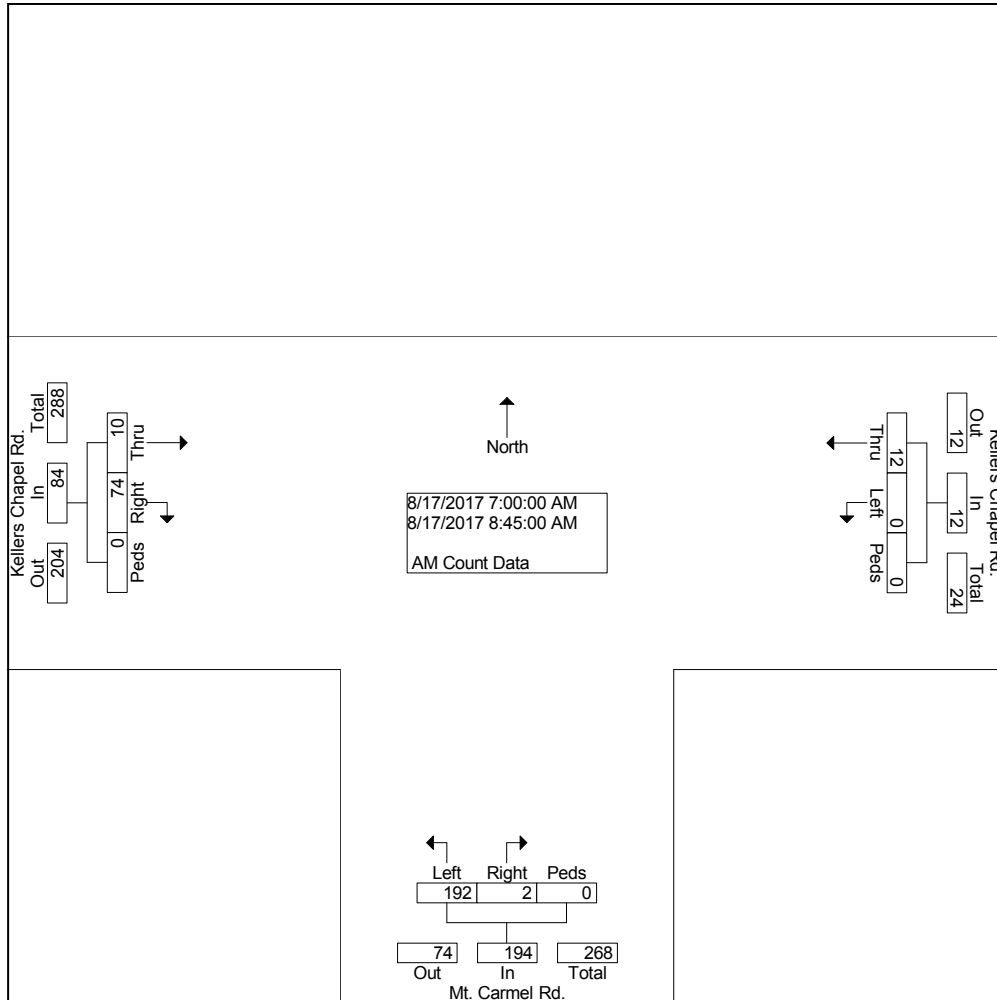 Kellers Chapel Rd.
Out In Total
204 84 288
10 74 0
Thru Right Peds
North
8/17/2017 7:00:00 AM
8/17/2017 8:45:00 AM
AM Count Data
Kellers Chapel Rd.
Out In Total
12 12 24
12 0 0
Thru Left Peds
Left Right Peds
192 2 0
74 194 268
Out In Total
Mt. Carmel Rd.